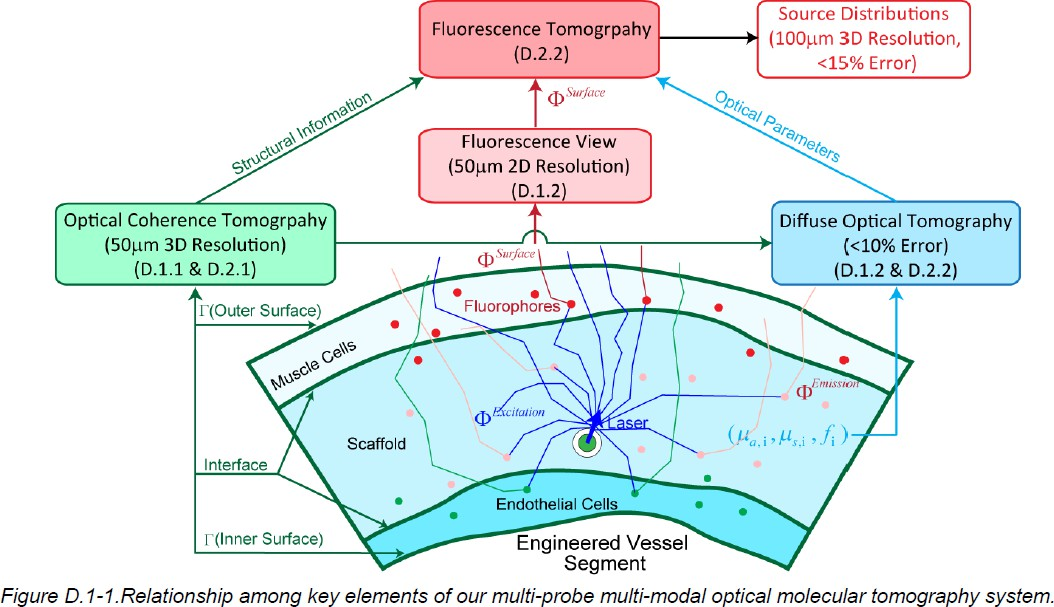 Fluorescence Tomogrpahy
(D.2.2)
Source Distributions
(100μm 3D Resolution,
<15% Error)
Φ^Surface
Structural Information
Optical Parameters
Fluorescence View
(50μm 2D Resolution)
(D.1.2)
Optical Coherence Tomogrpahy
(50μm 3D Resolution)
(D.1.1 & D.2.1)
Diffuse Optical Tomography
(<10% Error)
(D.1.2 & D.2.2)
Φ^Surface
Γ(Outer Surface)
Fluorophores
Muscle Cells
Φ^Emission
Φ^Excitation
Laser
(μ_a,i, μ_s,i, f_i)
Scaffold
Interface
Endothelial Cells
Γ(Inner Surface)
Engineered Vessel
Segment
Figure D.1-1.Relationship among key elements of our multi-probe multi-modal optical molecular tomography system.